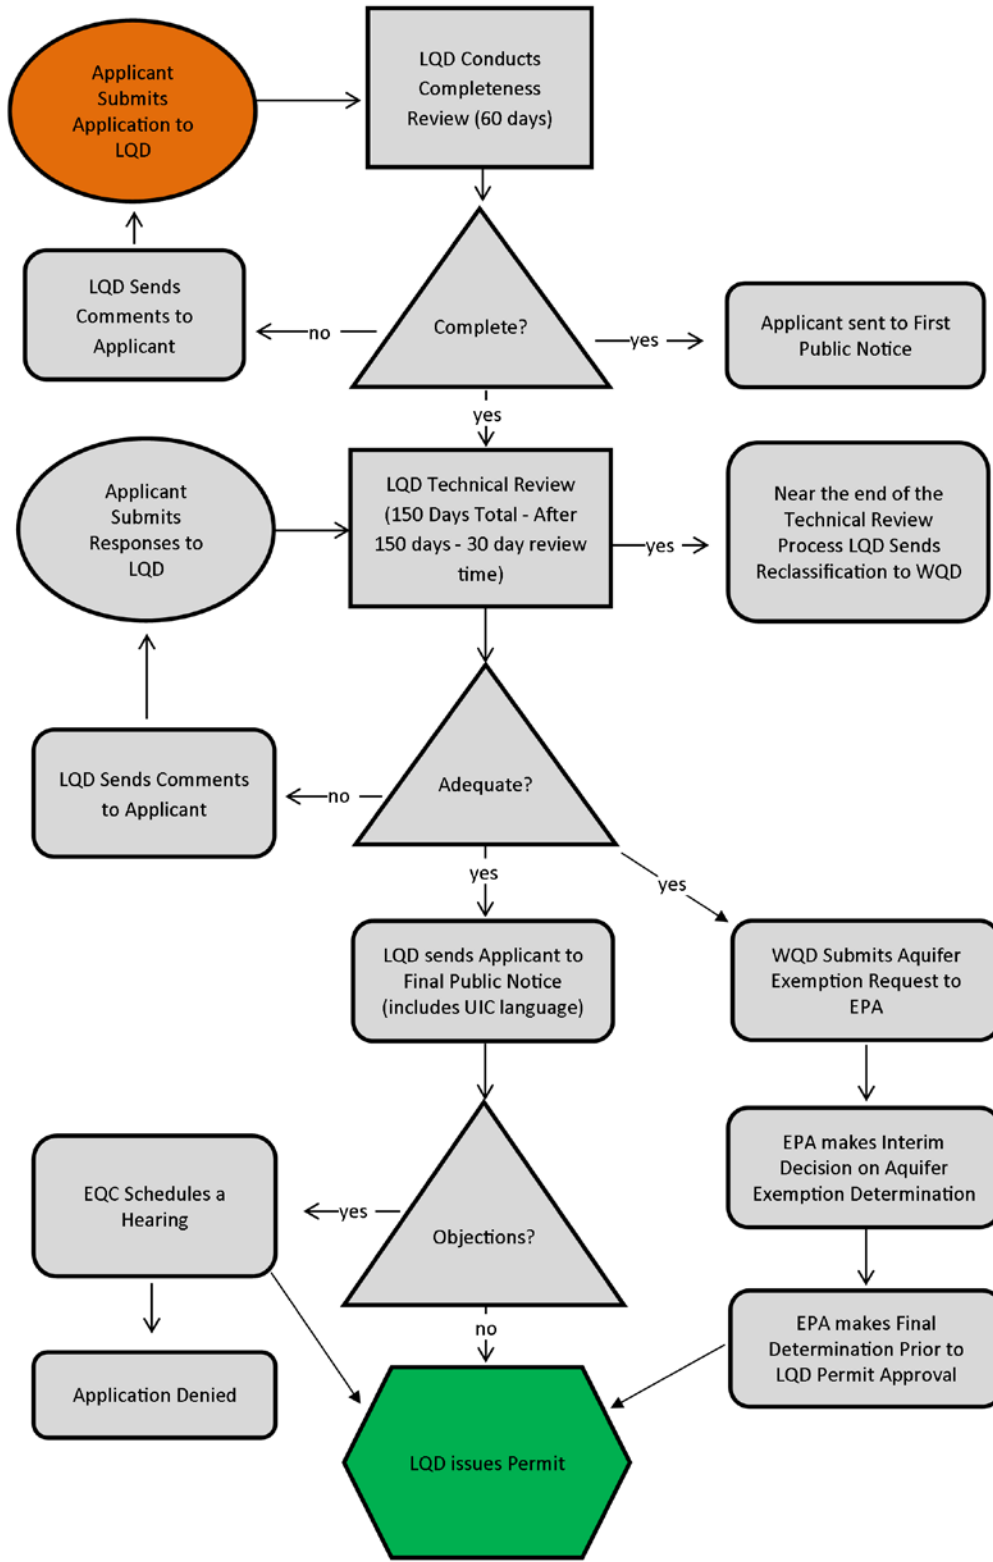 Applicant
Submits
Application to
LQD
LQD Conducts
Completeness
Review (60 days)
LQD Sends
Comments to
Applicant
no
Complete?
yes
Applicant sent to First
Public Notice
yes
Applicant
Submits
Responses to
LQD
LQD Technical Review
(150 Days Total - After
150 days - 30 day review
time)
yes
Near the end of the
Technical Review
Process LQD Sends
Reclassification to WQD
LQD Sends Comments
to Applicant
no
Adequate?
yes
yes
LQD sends Applicant to
Final Public Notice
(includes UIC language)
WQD Submits Aquifer
Exemption Request to
EPA
EPA makes Interim
Decision on Aquifer
Exemption Determination
EQC Schedules a
Hearing
yes
Objections?
no
EPA makes Final
Determination Prior to
LQD Permit Approval
Application Denied
LQD issues Permit